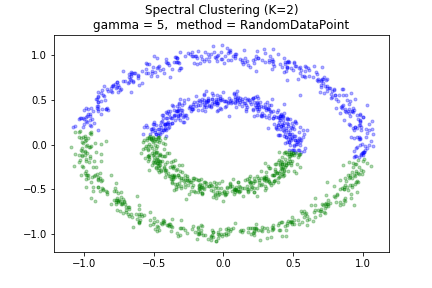 Spectral Clustering (K=2)
gamma = 5,  method = RandomDataPoint
1.0
0.5
0.0
−0.5
−1.0
−1.0 −0.5 0.0 0.5 1.0